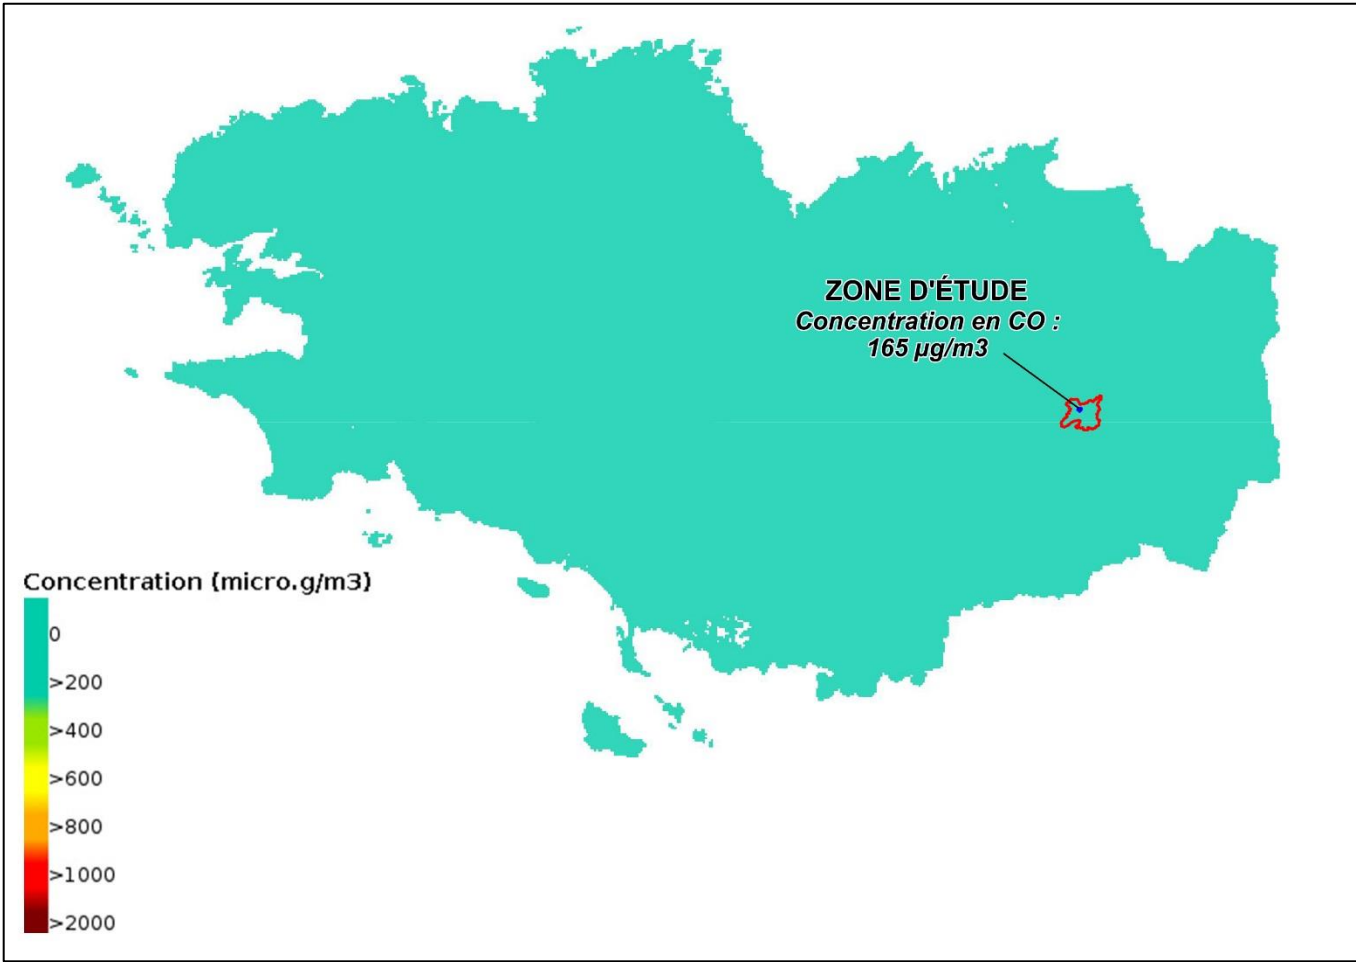 ZONE D'ÉTUDE
Concentration en CO :
165 µg/m3
Concentration (micro.g/m3)
0
>200
>400
>600
>800
>1000
>2000